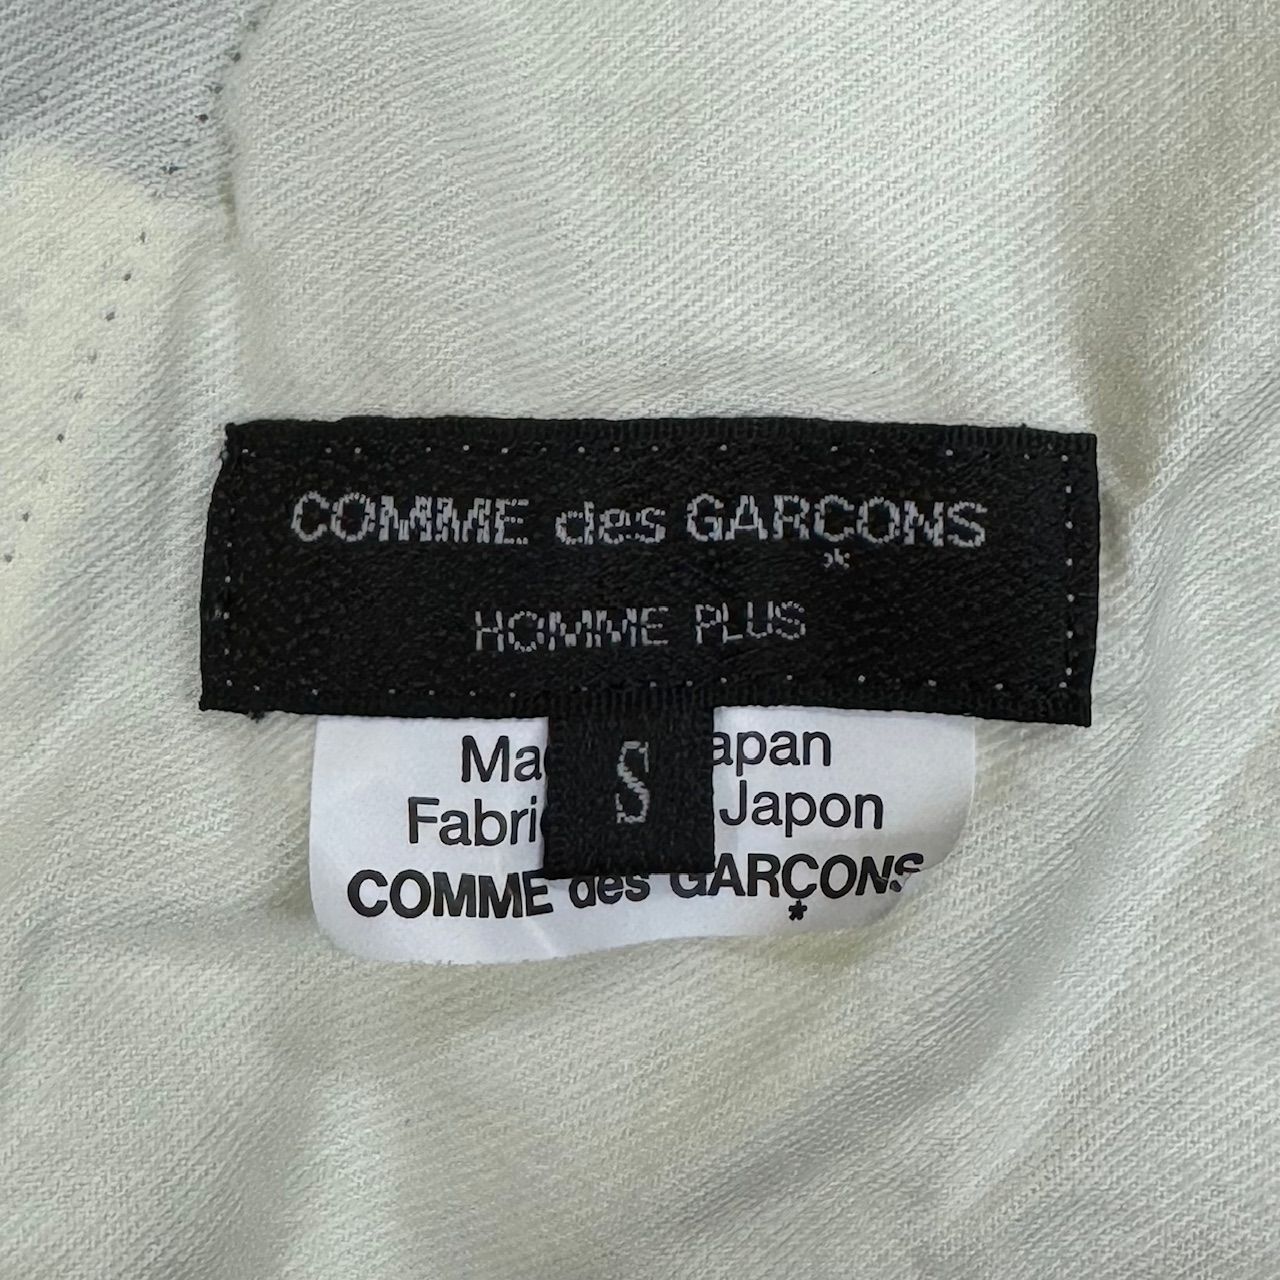 COMME des GARÇONS
*
HOMME PLUS
S
Ma apan
Fabri Japon
COMME des GARÇONS
*